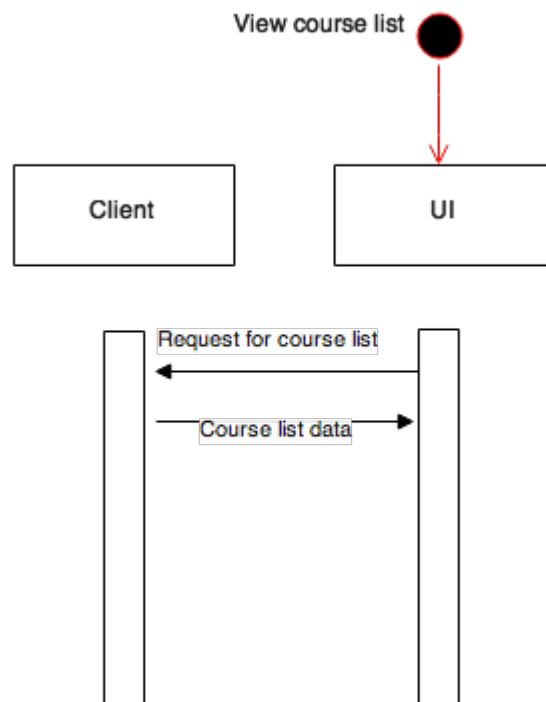 View course list
Client
UI
Request for course list
Course list data